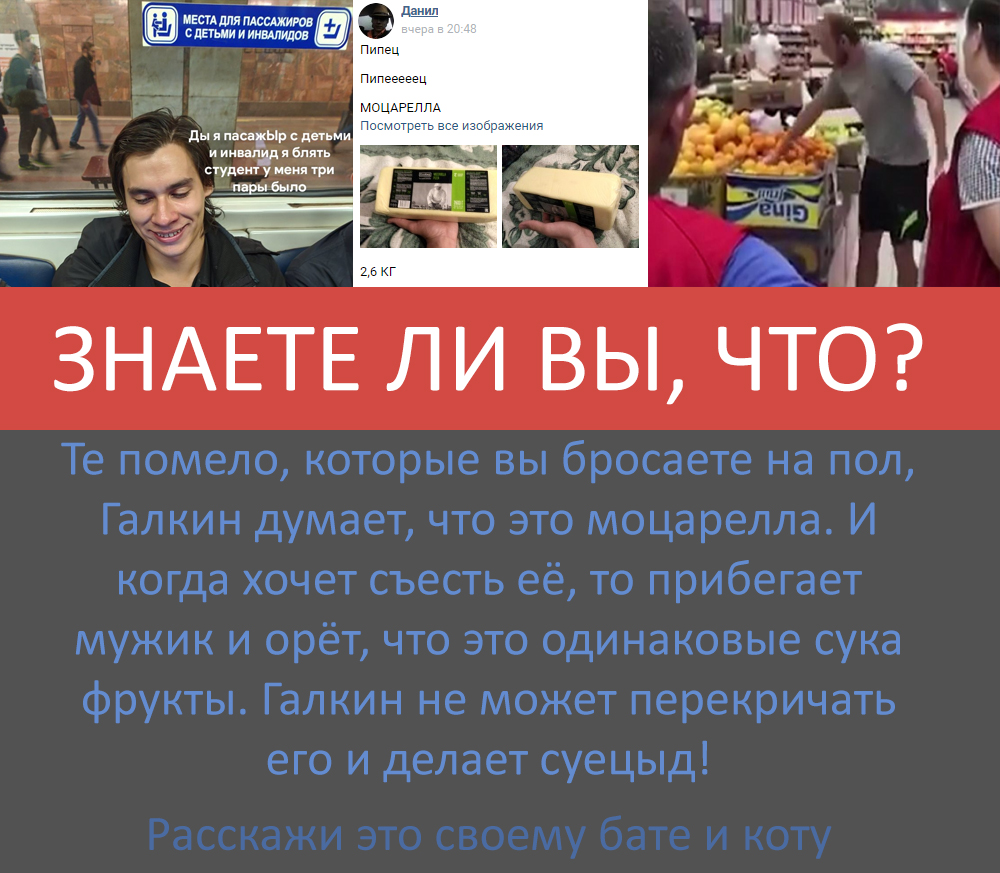 МЕСТА ДЛЯ ПАССАЖИРОВ
С ДЕТЬМИ И ИНВАЛИДОВ
Ды я пасажЫр с детьми
и инвалид я блять
студент у меня три
пары было
Данил
вчера в 20:48
Пипец
Пипееееец
МОЦАРЕЛЛА
Посмотреть все изображения
2,6 КГ
Gina
fruit
ЗНАЕТЕ ЛИ ВЫ, ЧТО?
Те помело, которые вы бросаете на пол,
Галкин думает, что это моцарелла. И
когда хочет съесть её, то прибегает
мужик и орёт, что это одинаковые сука
фрукты. Галкин не может перекричать
его и делает суецыд!
Расскажи это своему бате и коту